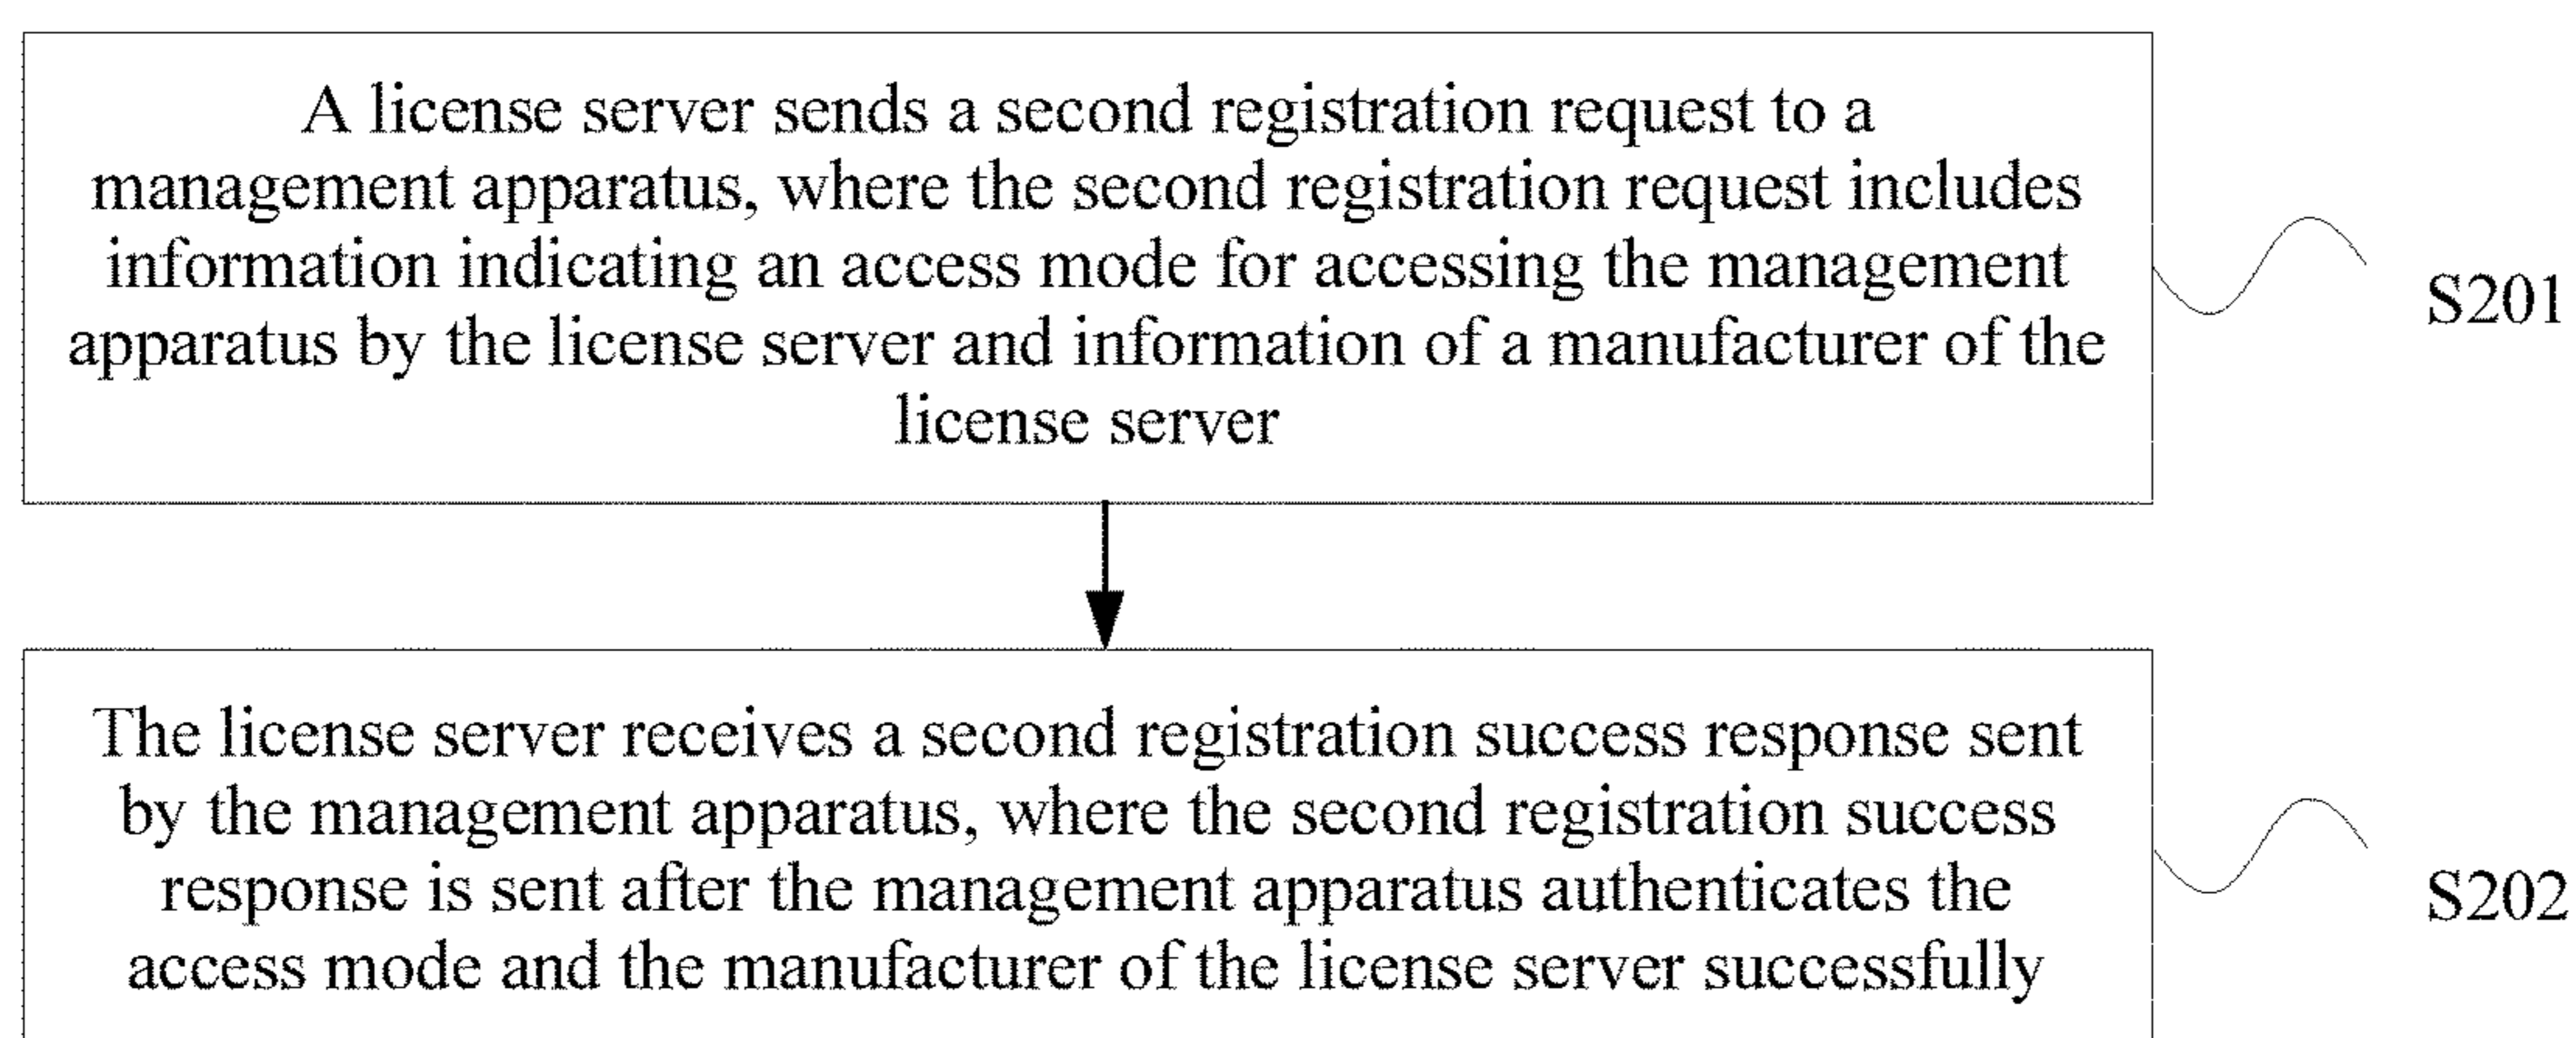 A license server sends a second registration request to a
management apparatus, where the second registration request includes
information indicating an access mode for accessing the management
apparatus by the license server and information of a manufacturer of the
license server
S201
The license server receives a second registration success response sent
by the management apparatus, where the second registration success
response is sent after the management apparatus authenticates the
access mode and the manufacturer of the license server successfully
S202